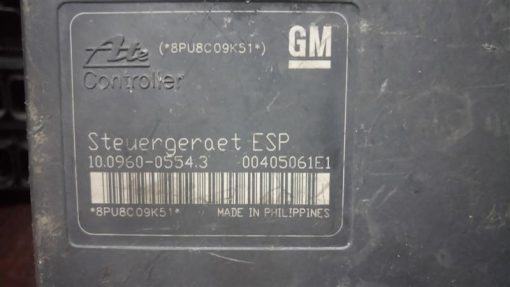 Ate (*8PU8C09K51*) GM
Controller
Steuergeraet ESP
10.0960-0554.3 00405061E1
*8PU8C09K51* MADE IN PHILIPPINES